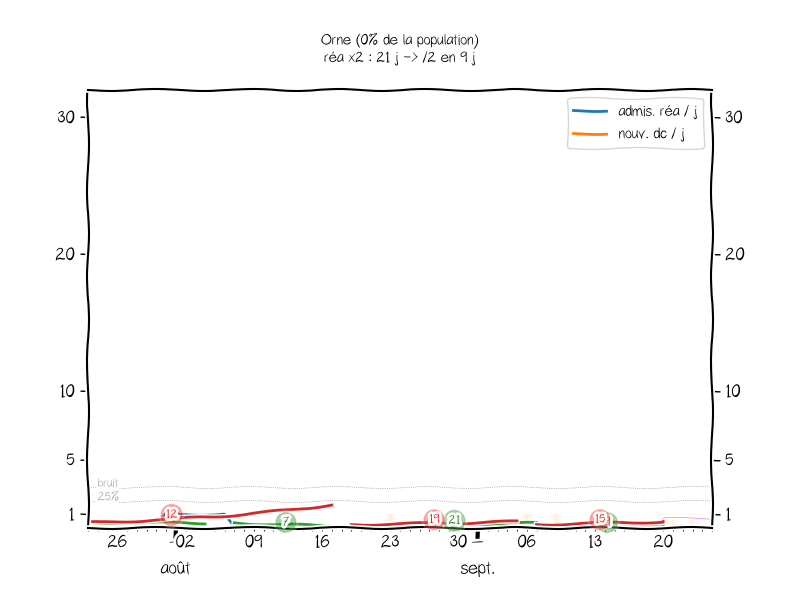 Orne (0% de la population)
réa x2 : 21 j -> /2 en 9 j
admis. réa / j
nouv. dc / j
30 30
20 20
10 10
5 5
bruit
25%
1 1
12 7 19 21 15
26 02 09 16 23 30 06 13 20
août sept.